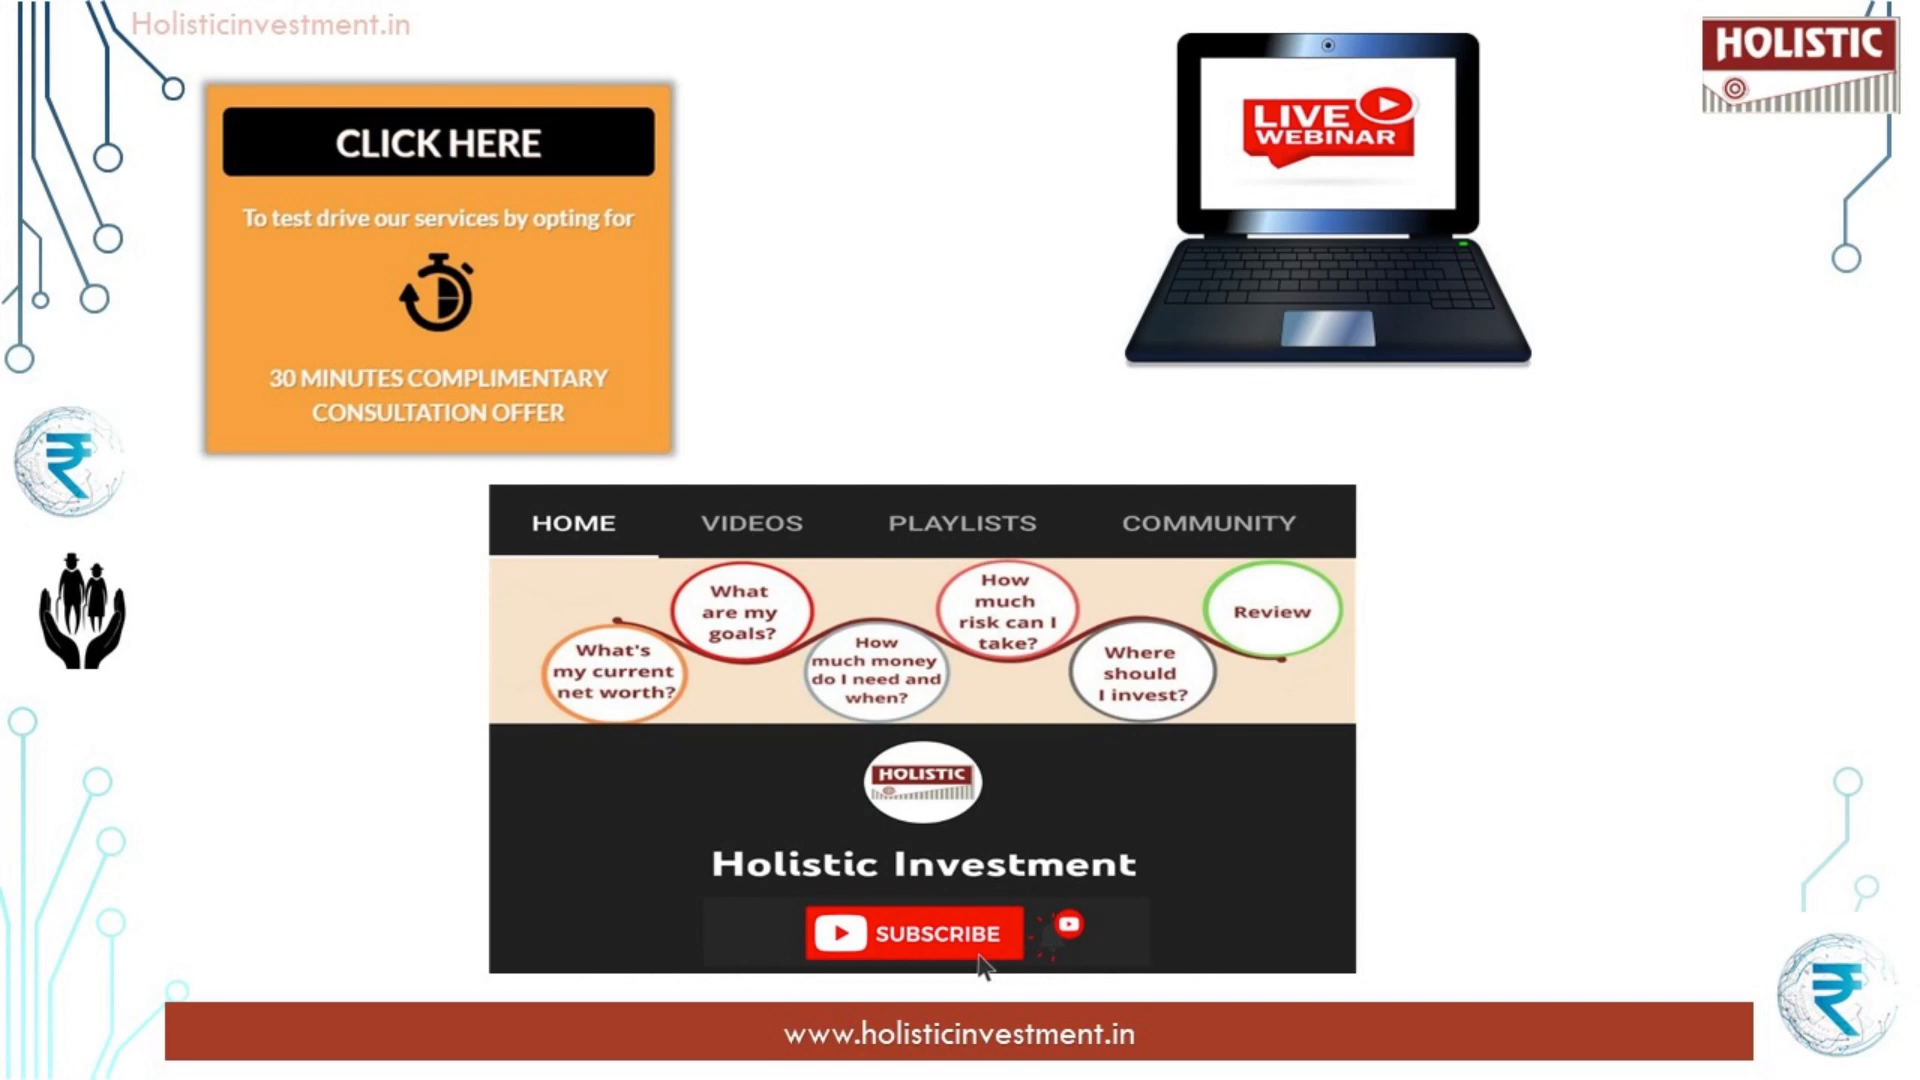 Holisticinvestment.in
HOLISTIC
CLICK HERE
To test drive our services by opting for
30 MINUTES COMPLIMENTARY
CONSULTATION OFFER
LIVE
WEBINAR
HOME VIDEOS PLAYLISTS COMMUNITY
What's
my current
net worth?
What
are my
goals?
How
much money
do I need and
when?
How
much
risk can I
take?
Where
should
I invest?
Review
HOLISTIC
Holistic Investment
SUBSCRIBE
www.holisticinvestment.in